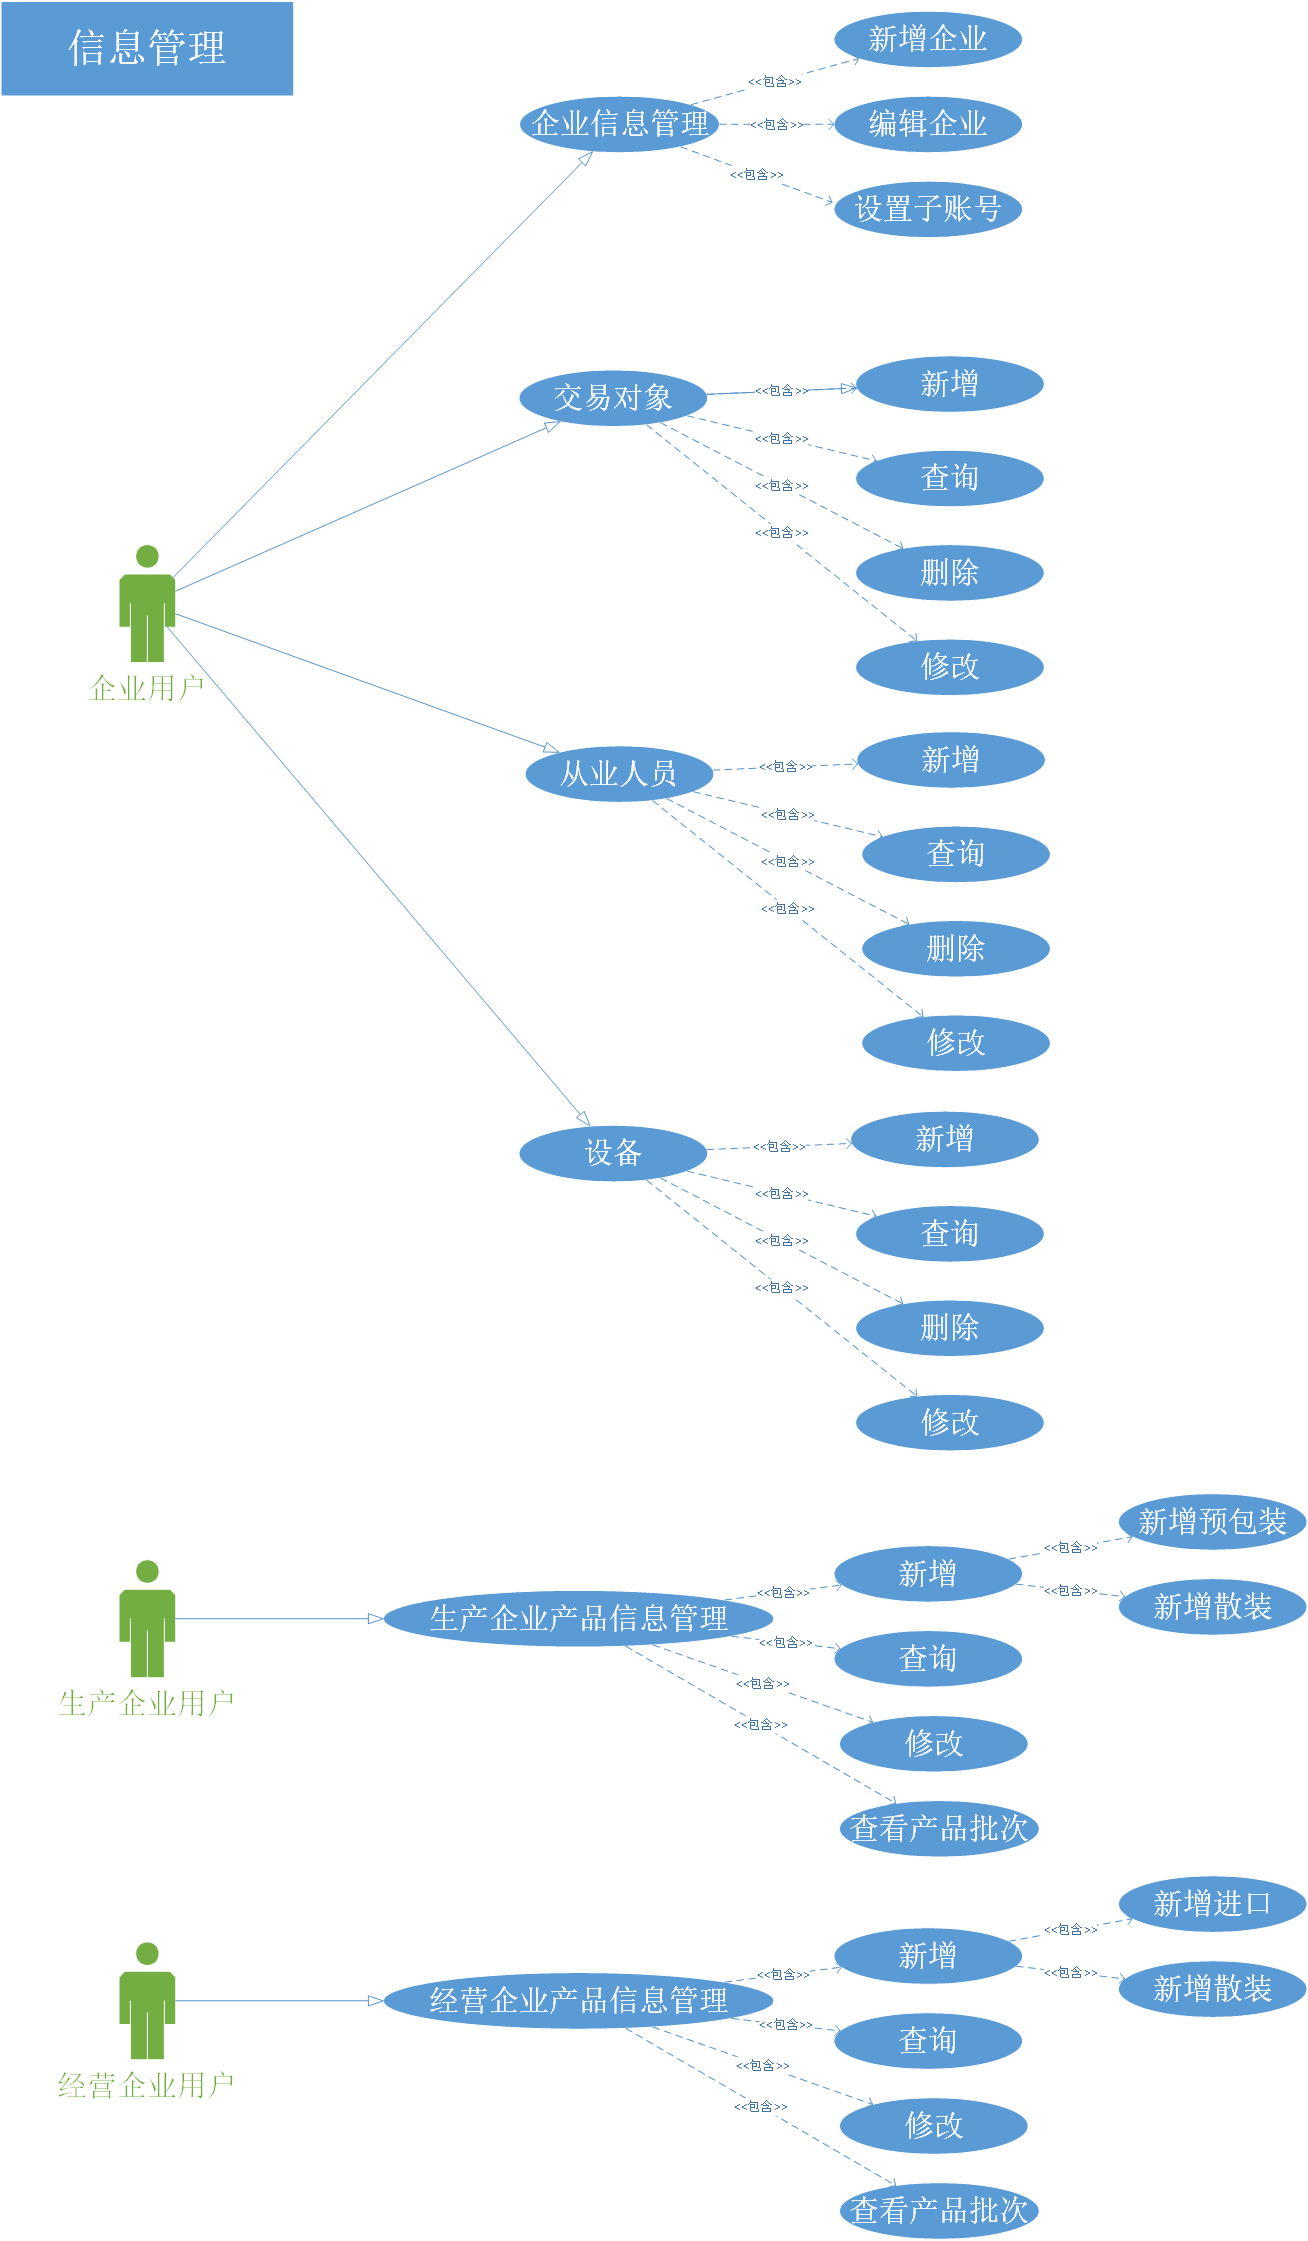 信息管理
新增企业
<<包含>>
企业信息管理
<<包含>>
编辑企业
<<包含>>
设置子账号
交易对象
<<包含>>
新增
<<包含>>
查询
<<包含>>
删除
<<包含>>
修改
企业用户
从业人员
<<包含>>
新增
<<包含>>
查询
<<包含>>
删除
<<包含>>
修改
设备
<<包含>>
新增
<<包含>>
查询
<<包含>>
删除
<<包含>>
修改
新增预包装
<<包含>>
新增
<<包含>>
<<包含>>
新增散装
生产企业产品信息管理
<<包含>>
查询
<<包含>>
修改
生产企业用户
<<包含>>
查看产品批次
新增进口
<<包含>>
新增
<<包含>>
<<包含>>
新增散装
经营企业产品信息管理
<<包含>>
查询
<<包含>>
修改
经营企业用户
<<包含>>
查看产品批次